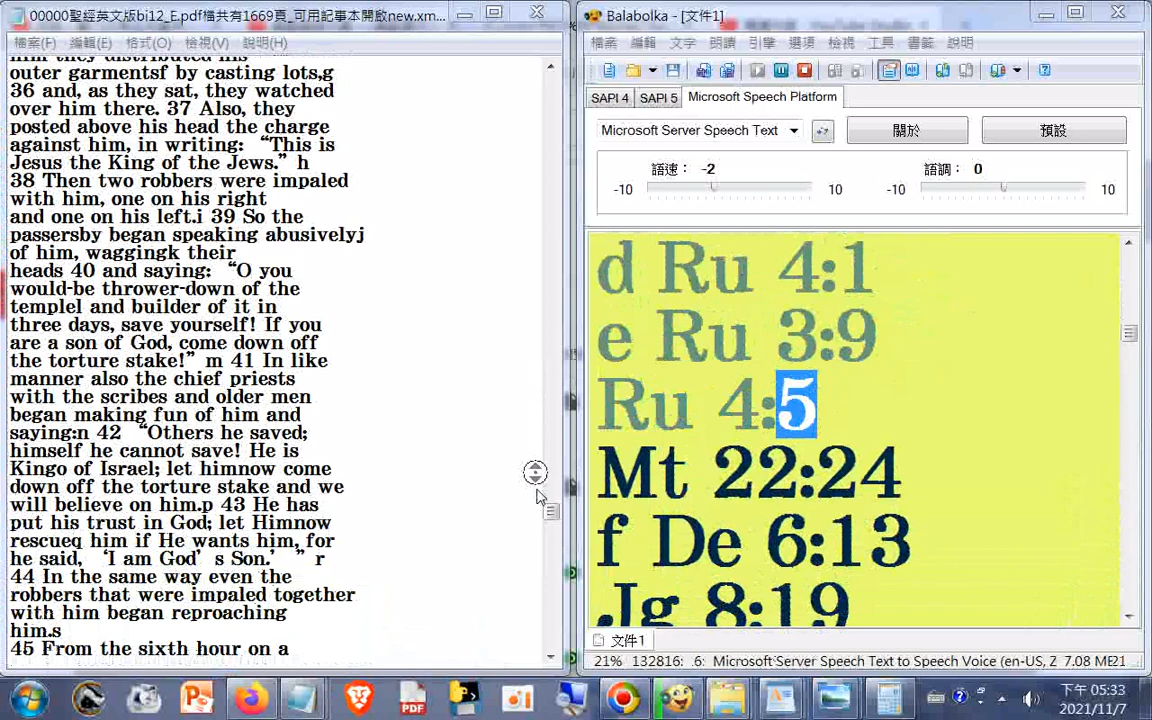 00000聖經英文版bi12_E.pdf檔共有1669頁_可用記事本開啟new.xm...
檔案(F) 編輯(E) 格式(O) 檢視(V) 說明(H)
him they distributed his
outer garmentsf by casting lots,g
36 and, as they sat, they watched
over him there. 37 Also, they
posted above his head the charge
against him, in writing: “This is
Jesus the King of the Jews.” h
38 Then two robbers were impaled
with him, one on his right
and one on his left.i 39 So the
passersby began speaking abusivelyj
of him, waggingk their
heads 40 and saying: “O you
would-be thrower-down of the
templel and builder of it in
three days, save yourself! If you
are a son of God, come down off
the torture stake!” m 41 In like
manner also the chief priests
with the scribes and older men
began making fun of him and
saying:n 42 “Others he saved;
himself he cannot save! He is
Kingo of Israel; let himnow come
down off the torture stake and we
will believe on him.p 43 He has
put his trust in God; let Himnow
rescueq him if He wants him, for
he said, ‘I am God’s Son.’ ” r
44 In the same way even the
robbers that were impaled together
with him began reproaching
him.s
45 From the sixth hour on a
Balabolka - [文件1]
檔案 編輯 文字 朗讀 引擎 選項 檢視 工具 書籤 說明
SAPI 4 SAPI 5 Microsoft Speech Platform
Microsoft Server Speech Text 關於 預設
語速： -2 語調： 0
-10 10 -10 10
d Ru 4:1
e Ru 3:9
Ru 4:5
Mt 22:24
f De 6:13
Jg 8:19
文件1
21% 132816: .6: Microsoft Server Speech Text to Speech Voice (en-US, Z 7.08 ME21
下午 05:33
2021/11/7